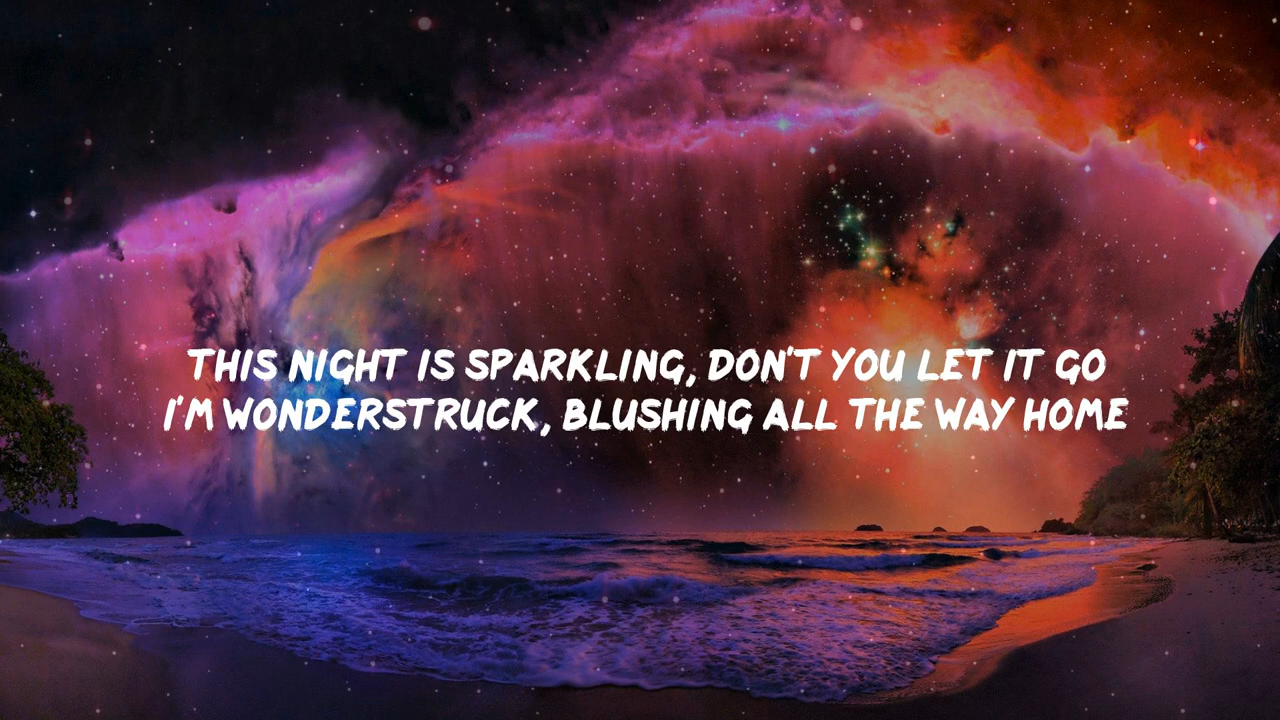 THIS NIGHT IS SPARKLING, DON'T YOU LET IT GO
I'M WONDERSTRUCK, BLUSHING ALL THE WAY HOME